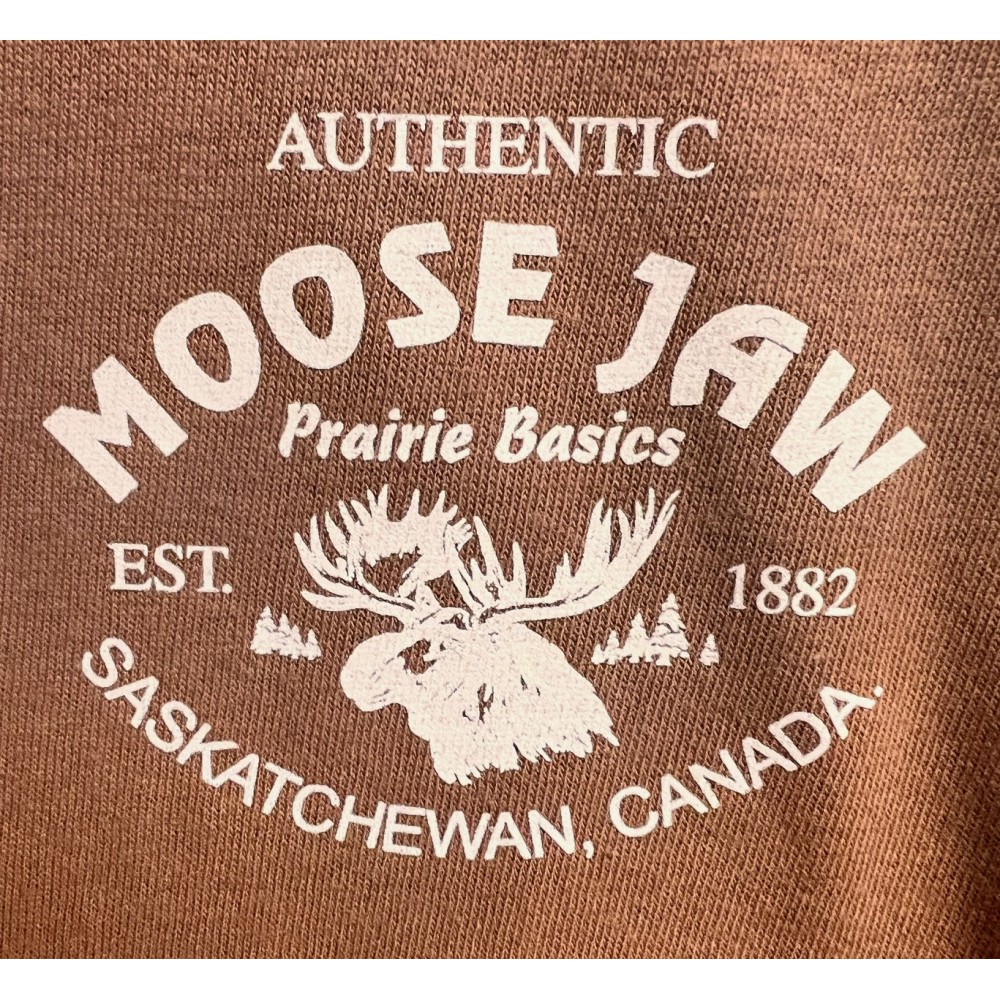 AUTHENTIC
MOOSE JAW
Prairie Basics
EST. 1882
SASKATCHEWAN, CANADA.